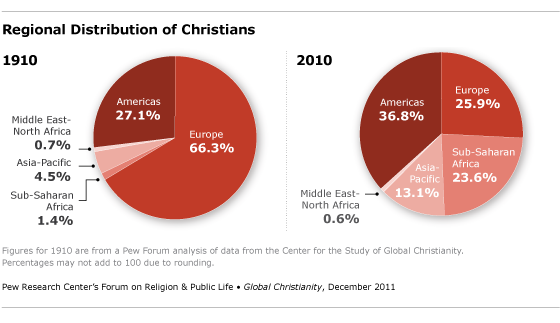 Regional Distribution of Christians
1910
Americas
27.1%
Europe
66.3%
Middle East-
North Africa
0.7%
Asia-Pacific
4.5%
Sub-Saharan
Africa
1.4%
2010
Americas
36.8%
Europe
25.9%
Sub-Saharan
Africa
23.6%
Asia-
Pacific
13.1%
Middle East-
North Africa
0.6%
Figures for 1910 are from a Pew Forum analysis of data from the Center for the Study of Global Christianity.
Percentages may not add to 100 due to rounding.
Pew Research Center's Forum on Religion & Public Life • Global Christianity, December 2011